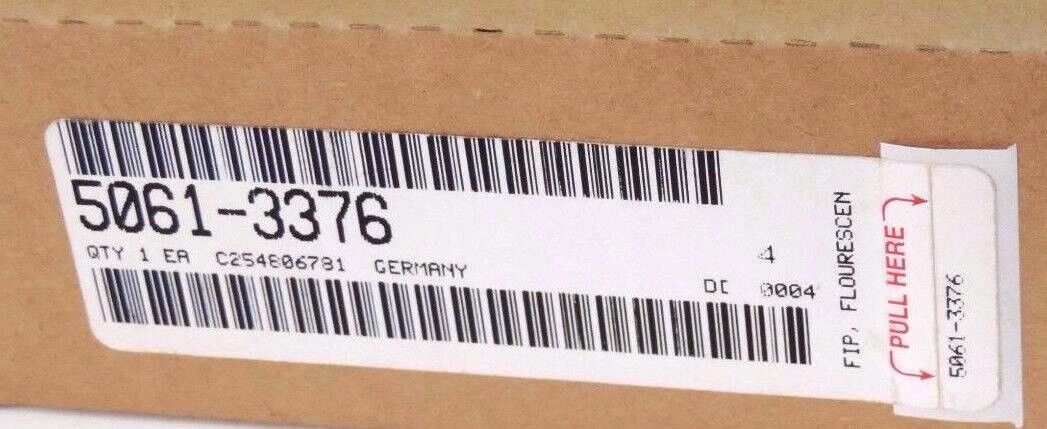 5061-3376
QTY 1 EA C254806781 GERMANY
4
DC 0004
FIP, FLOURESCEN
PULL HERE
5061-3376